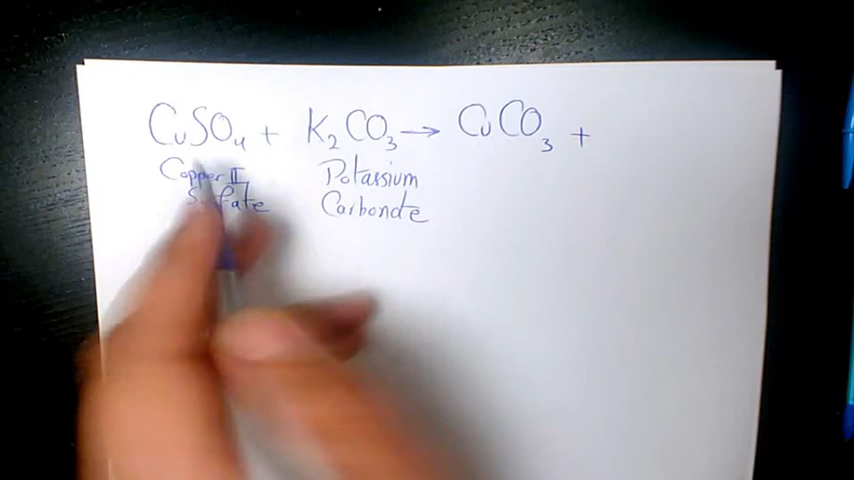 CuSO₄ + K₂CO₃ → CuCO₃ +
Copper II Potassium
Sulfate Carbonate